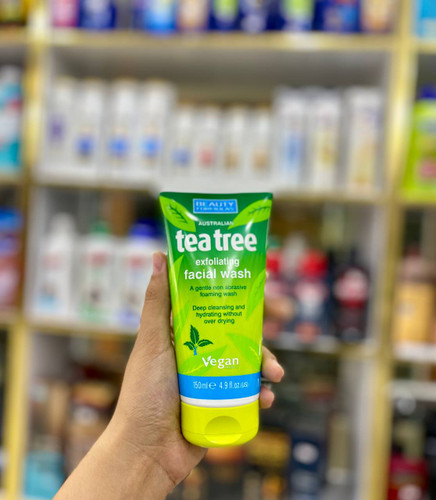 BEAUTY
FORMULAS
AUSTRALIAN
tea tree
exfoliating
facial wash
A gentle non abrasive
foaming wash
Deep cleansing and
hydrating without
over drying
Vegan
150ml ℮ 4.9 fl.oz.